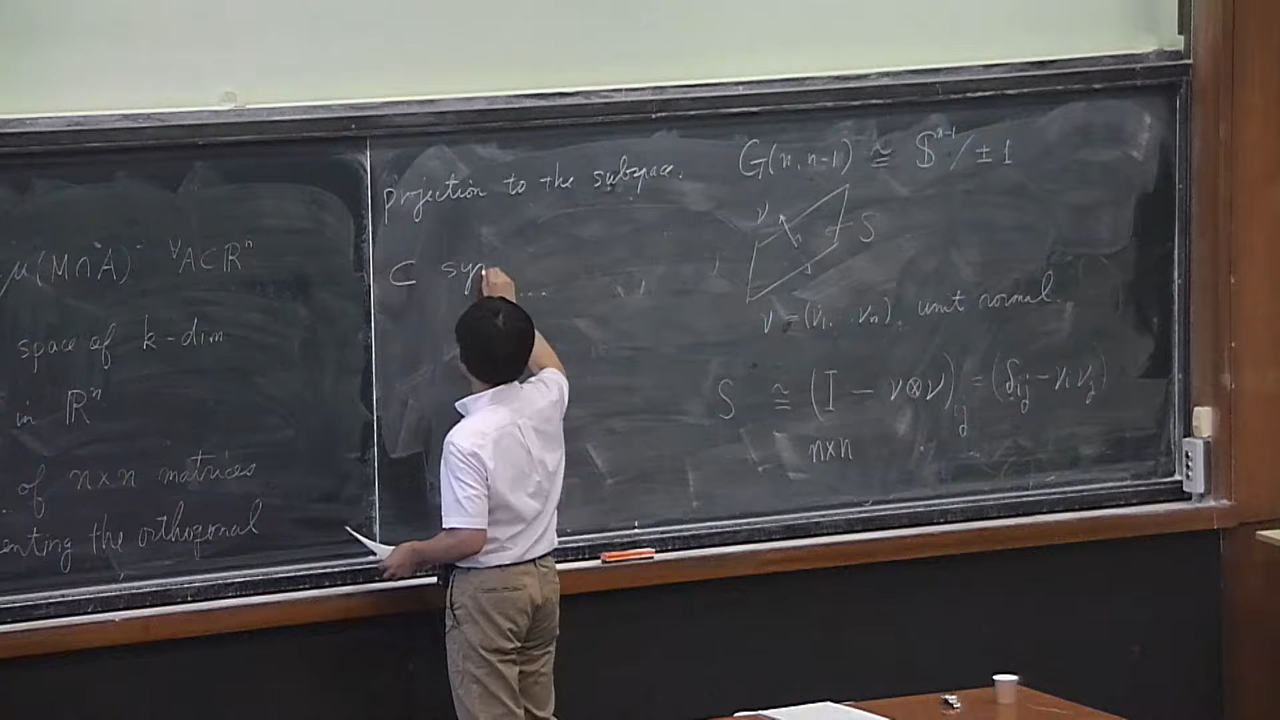 μ(M∩A) ∀A⊂ℝⁿ
space of k-dim
in ℝⁿ
of n×n matrices
enting the orthogonal
projection to the subspace.
⊂ sy
G(n, n-1) ≅ 𝕊ⁿ⁻¹/±1
ν S
ν = (ν₁...νₙ), unit normal.
S ≅ (I − ν⊗ν)ᵢⱼ = (δᵢⱼ − νᵢνⱼ)
n×n